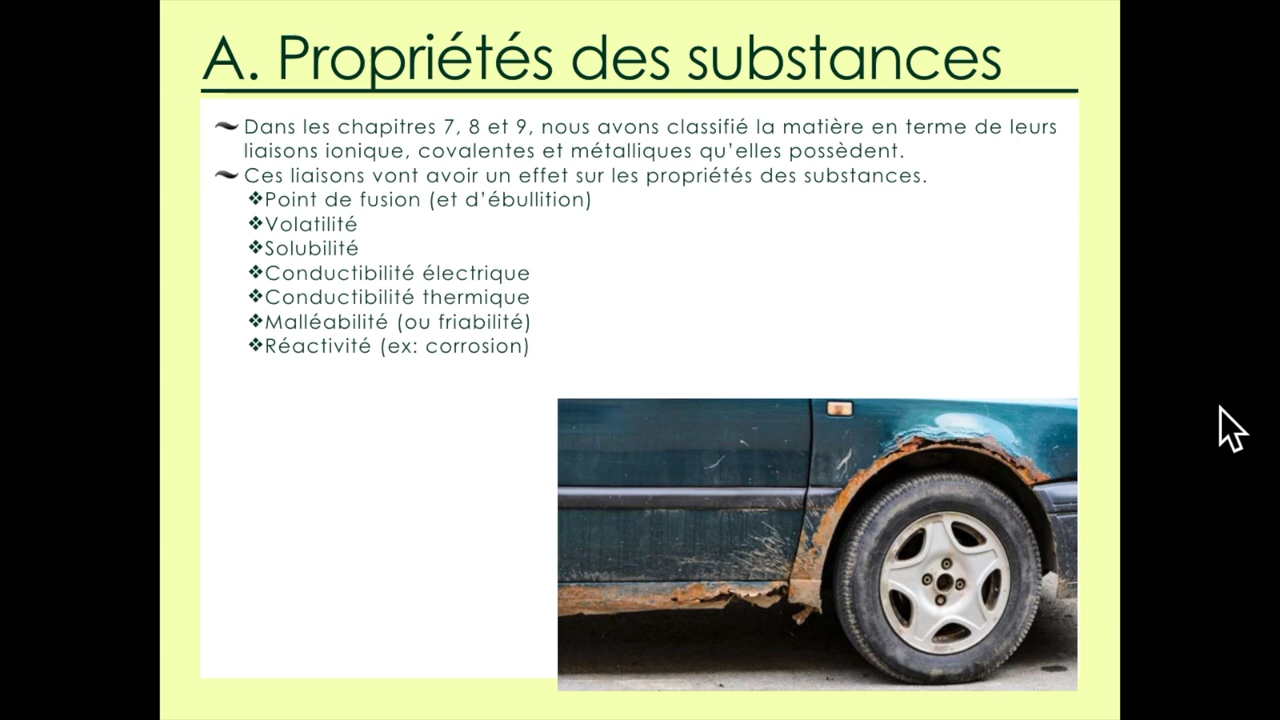 A. Propriétés des substances
Dans les chapitres 7, 8 et 9, nous avons classifié la matière en terme de leurs
liaisons ionique, covalentes et métalliques qu’elles possèdent.
Ces liaisons vont avoir un effet sur les propriétés des substances.
❖Point de fusion (et d’ébullition)
❖Volatilité
❖Solubilité
❖Conductibilité électrique
❖Conductibilité thermique
❖Malléabilité (ou friabilité)
❖Réactivité (ex: corrosion)